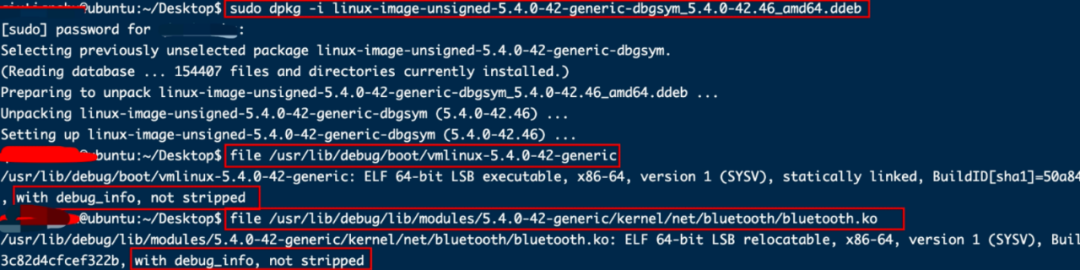 @ubuntu:~/Desktop$ sudo dpkg -i linux-image-unsigned-5.4.0-42-generic-dbgsym_5.4.0-42.46_amd64.ddeb
[sudo] password for :
Selecting previously unselected package linux-image-unsigned-5.4.0-42-generic-dbgsym.
(Reading database ... 154407 files and directories currently installed.)
Preparing to unpack linux-image-unsigned-5.4.0-42-generic-dbgsym_5.4.0-42.46_amd64.ddeb ...
Unpacking linux-image-unsigned-5.4.0-42-generic-dbgsym (5.4.0-42.46) ...
Setting up linux-image-unsigned-5.4.0-42-generic-dbgsym (5.4.0-42.46) ...
ubuntu:~/Desktop$ file /usr/lib/debug/boot/vmlinux-5.4.0-42-generic
/usr/lib/debug/boot/vmlinux-5.4.0-42-generic: ELF 64-bit LSB executable, x86-64, version 1 (SYSV), statically linked, BuildID[sha1]=50a84
, with debug_info, not stripped
@ubuntu:~/Desktop$ file /usr/lib/debug/lib/modules/5.4.0-42-generic/kernel/net/bluetooth/bluetooth.ko
/usr/lib/debug/lib/modules/5.4.0-42-generic/kernel/net/bluetooth/bluetooth.ko: ELF 64-bit LSB relocatable, x86-64, version 1 (SYSV), Buil
3c82d4cfcef322b, with debug_info, not stripped